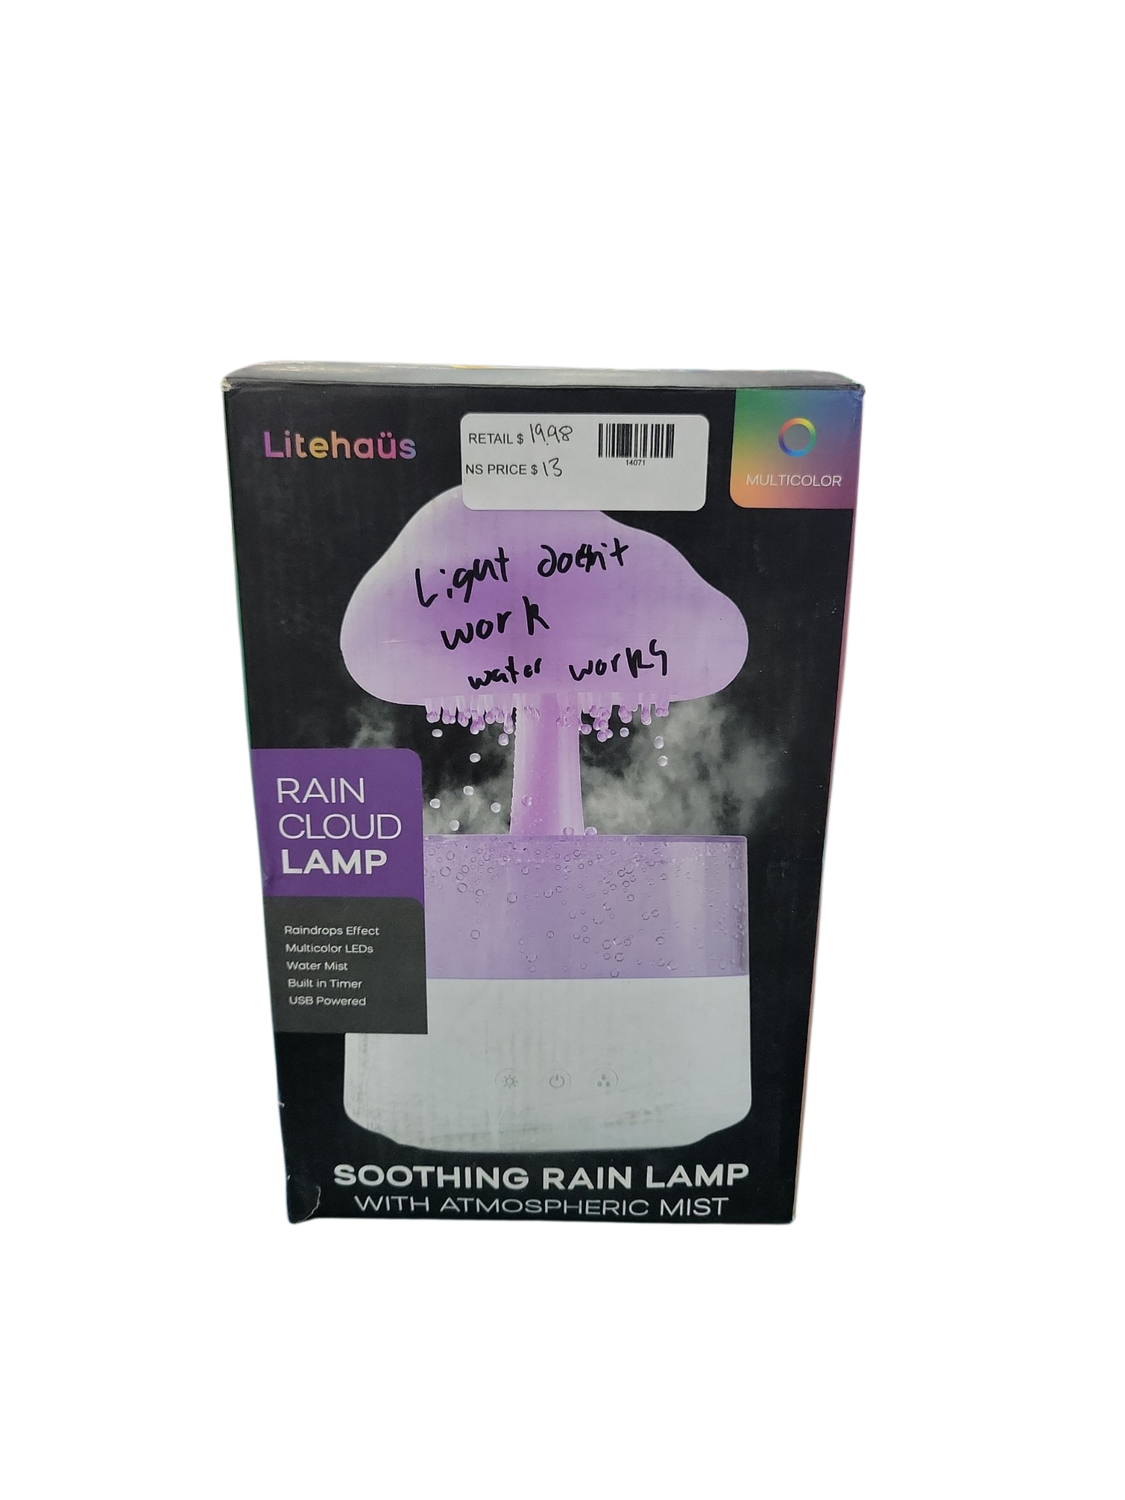 Litehaüs
RETAIL $ 19.98
NS PRICE $ 13
14071
MULTICOLOR
Light doesn't
work
water works
RAIN
CLOUD
LAMP
Raindrops Effect
Multicolor LEDs
Water Mist
Built in Timer
USB Powered
SOOTHING RAIN LAMP
WITH ATMOSPHERIC MIST